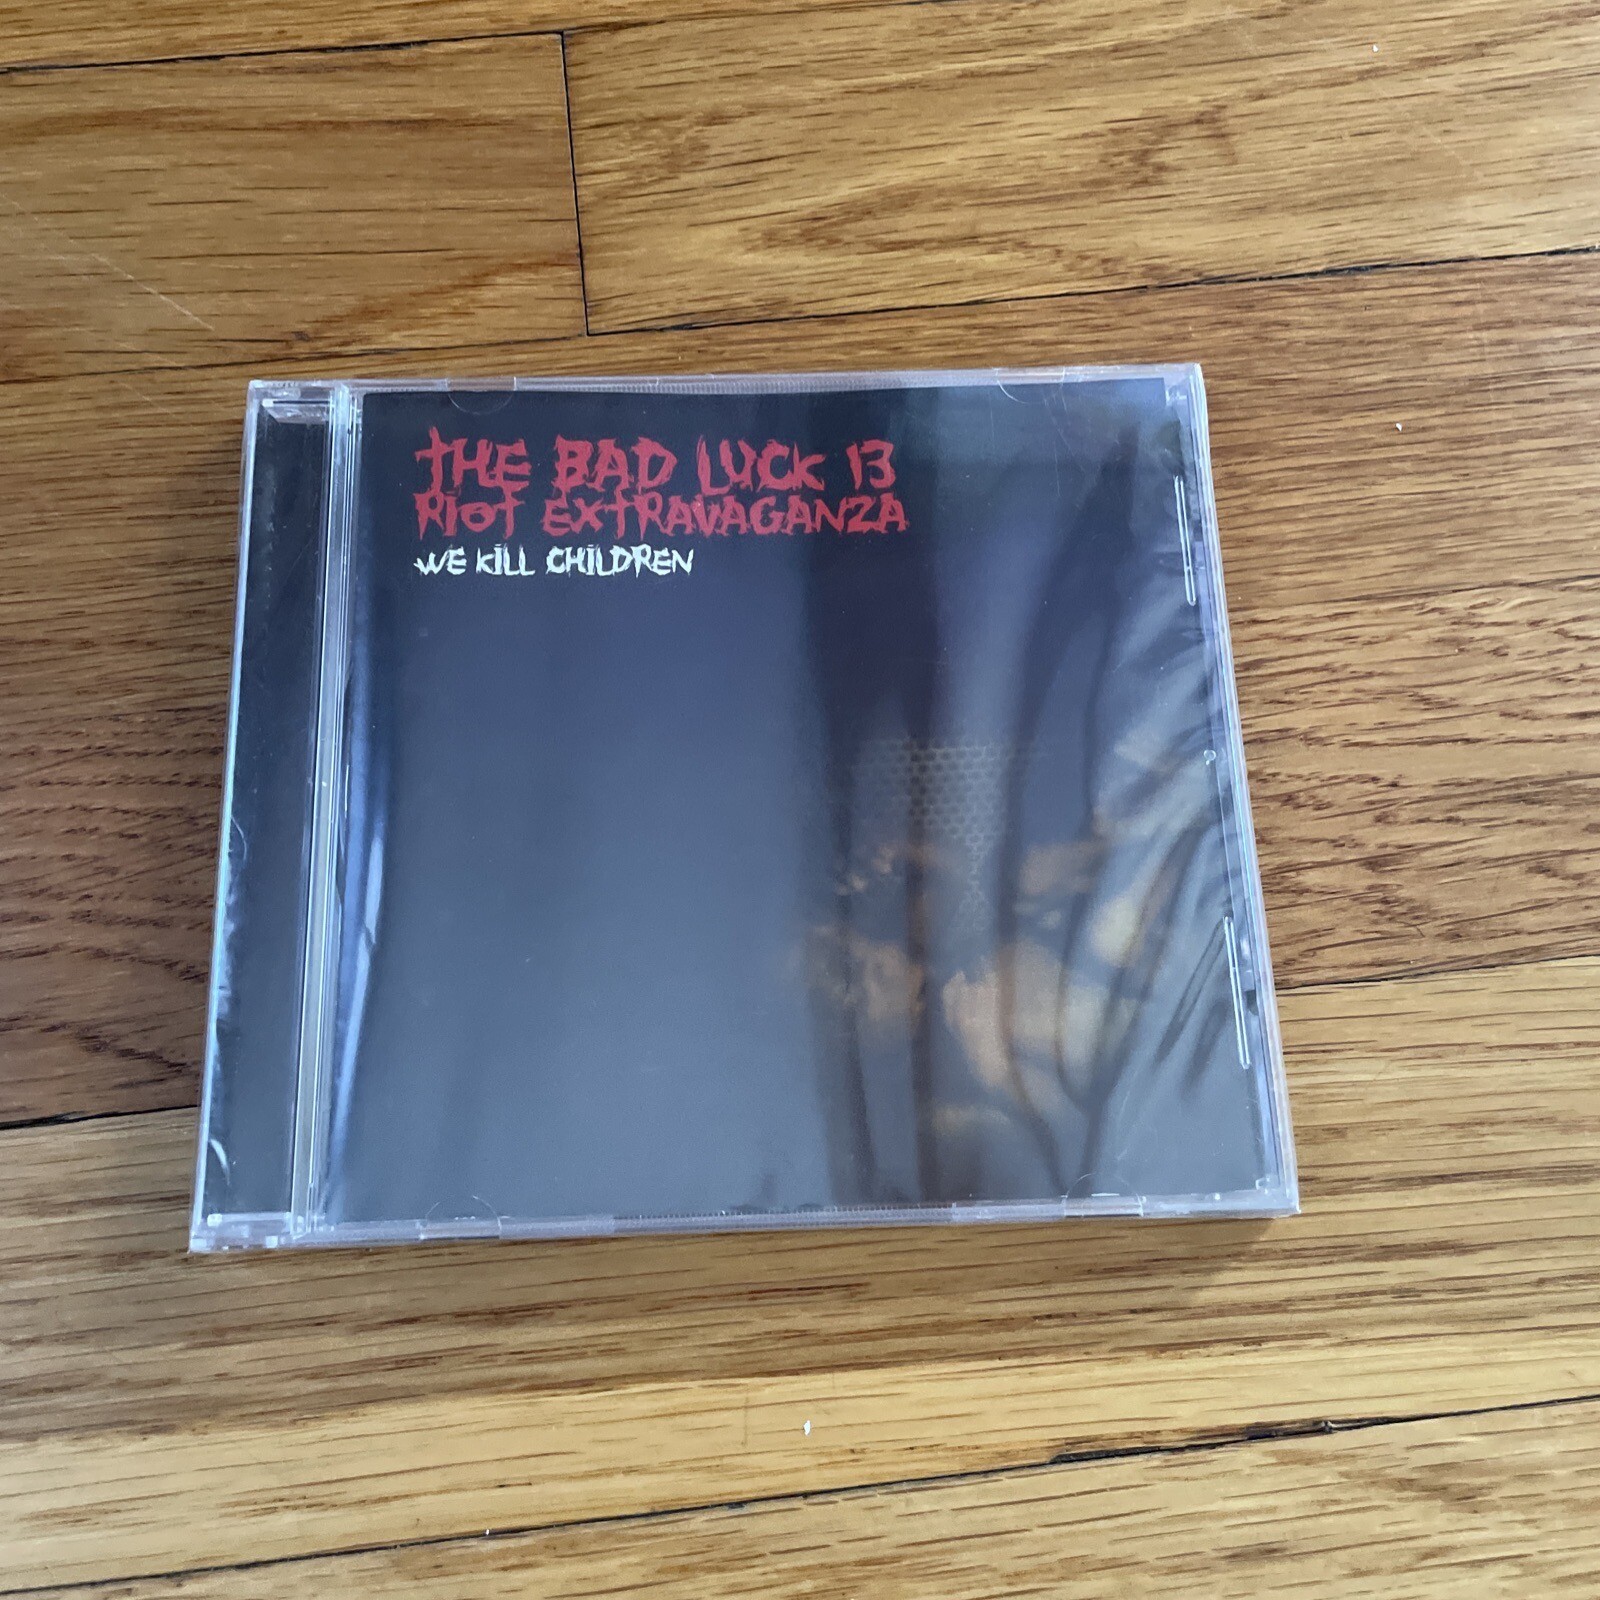 THE BAD LUCK 13
RIOT EXTRAVAGANZA
WE KILL CHILDREN